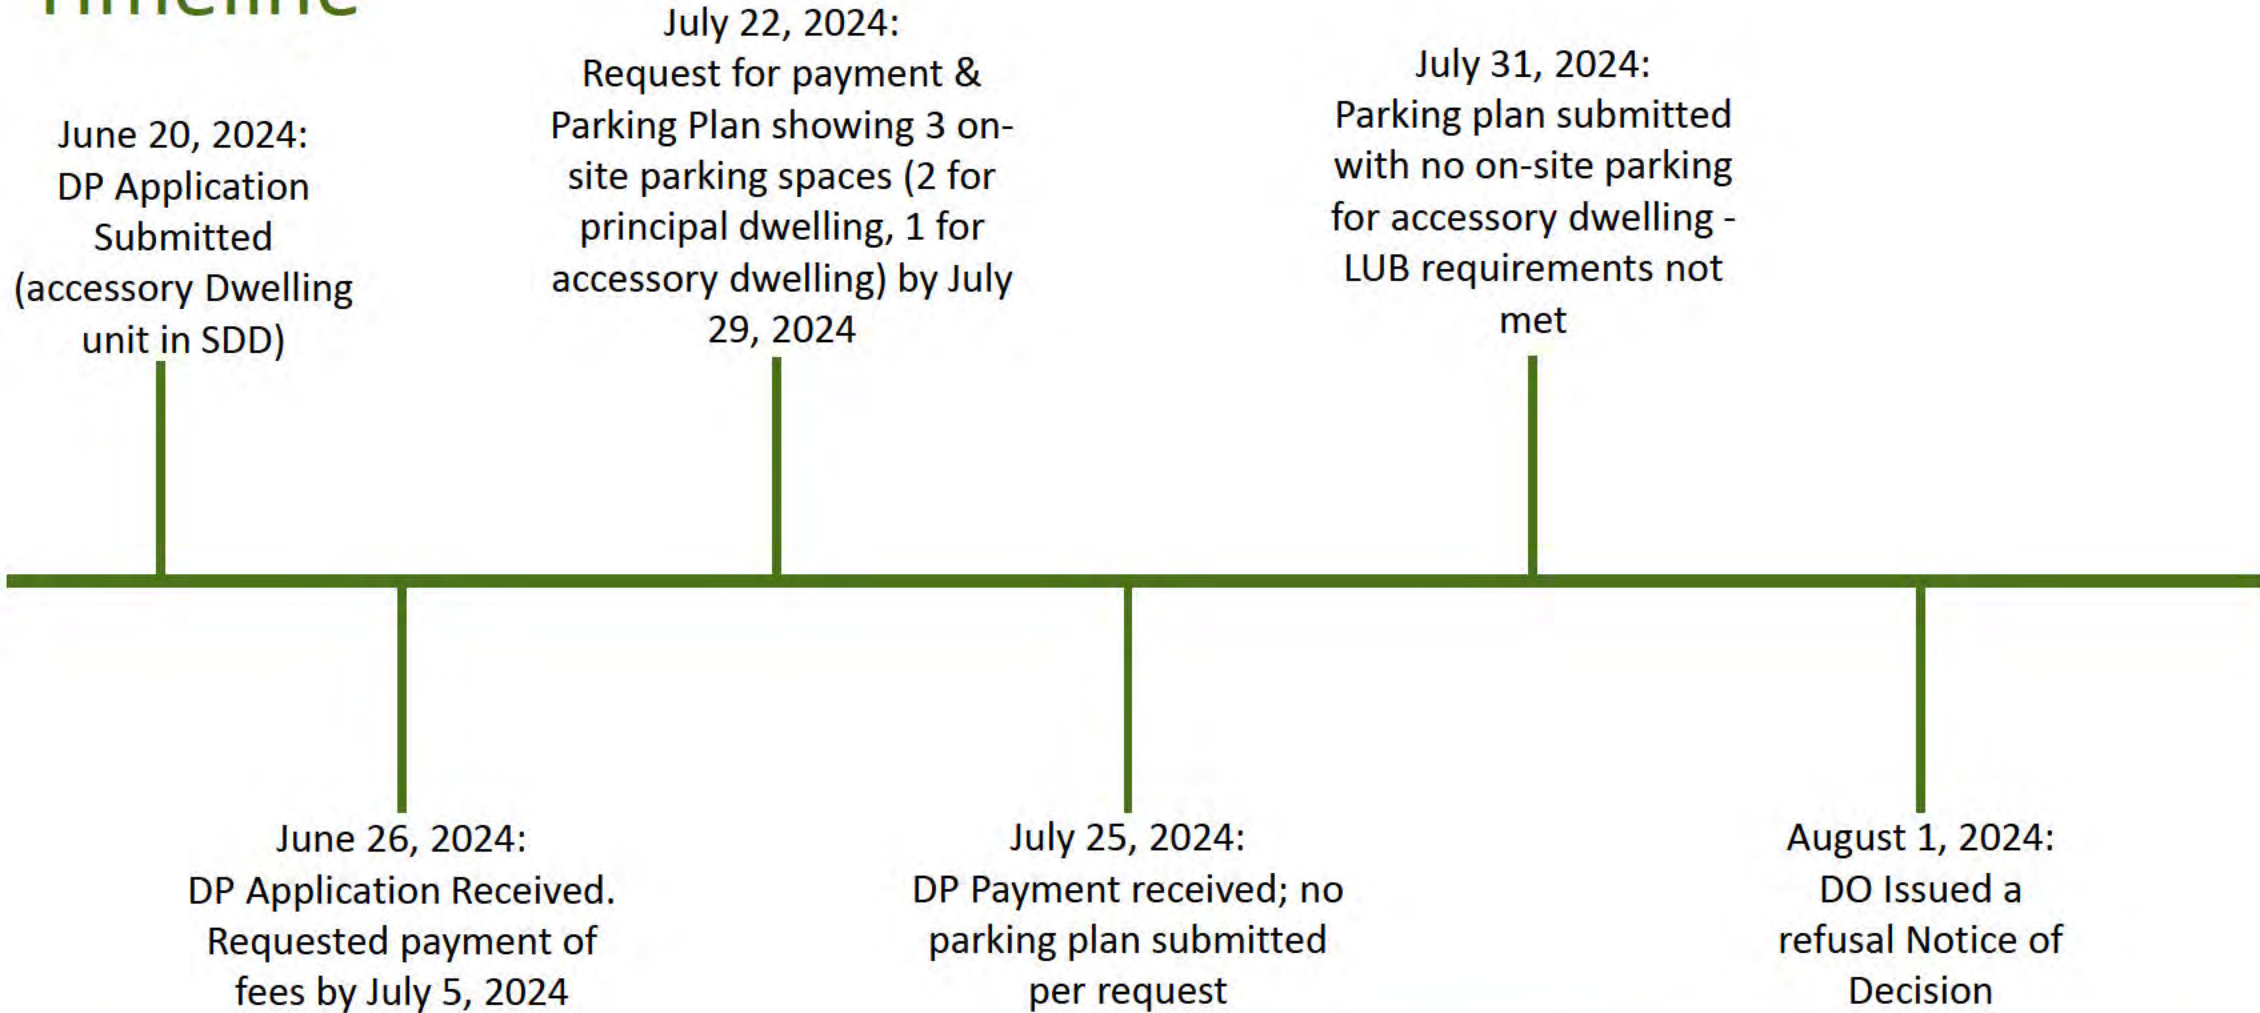 Timeline
June 20, 2024:
DP Application
Submitted
(accessory Dwelling
unit in SDD)
July 22, 2024:
Request for payment &
Parking Plan showing 3 on-
site parking spaces (2 for
principal dwelling, 1 for
accessory dwelling) by July
29, 2024
July 31, 2024:
Parking plan submitted
with no on-site parking
for accessory dwelling -
LUB requirements not
met
June 26, 2024:
DP Application Received.
Requested payment of
fees by July 5, 2024
July 25, 2024:
DP Payment received; no
parking plan submitted
per request
August 1, 2024:
DO Issued a
refusal Notice of
Decision